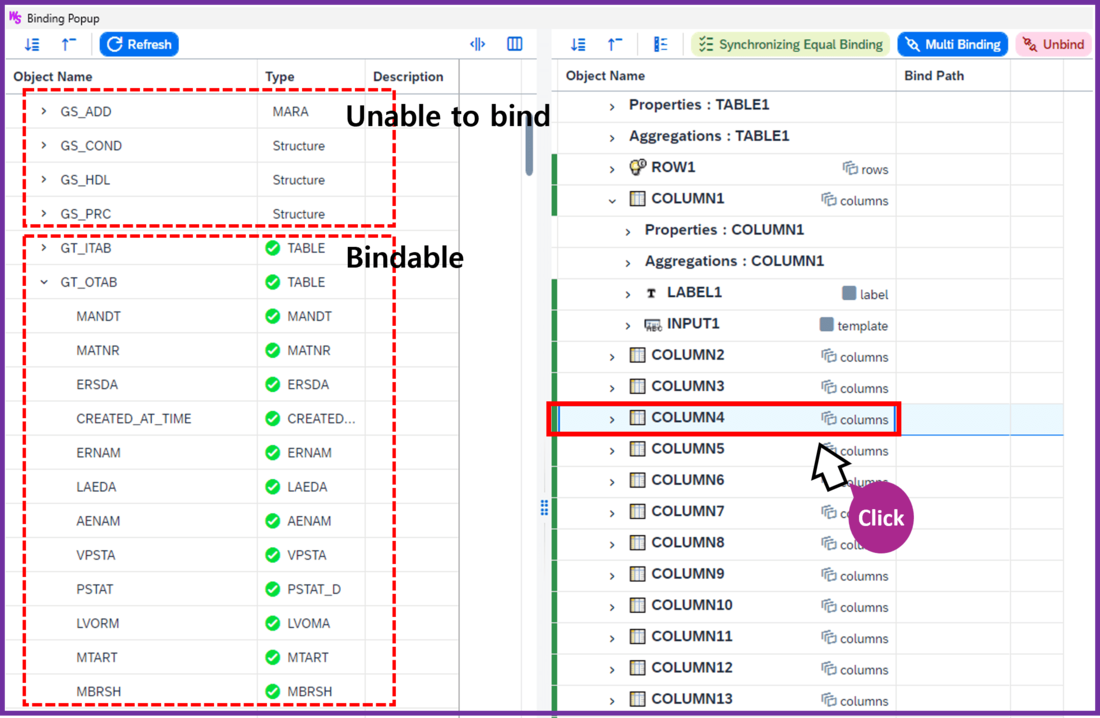 WS Binding Popup
Refresh
Object Name Type Description
GS_ADD MARA
Unable to bind
GS_COND Structure
GS_HDL Structure
GS_PRC Structure
GT_ITAB TABLE
Bindable
GT_OTAB TABLE
MANDT MANDT
MATNR MATNR
ERSDA ERSDA
CREATED_AT_TIME CREATED...
ERNAM ERNAM
LAEDA LAEDA
AENAM AENAM
VPSTA VPSTA
PSTAT PSTAT_D
LVORM LVOMA
MTART MTART
MBRSH MBRSH
Synchronizing Equal Binding Multi Binding Unbind
Object Name Bind Path
Properties : TABLE1
Aggregations : TABLE1
ROW1 rows
COLUMN1 columns
Properties : COLUMN1
Aggregations : COLUMN1
T LABEL1 label
ABC INPUT1 template
COLUMN2 columns
COLUMN3 columns
COLUMN4 columns
COLUMN5 columns
COLUMN6
COLUMN7
Click
COLUMN8
COLUMN9 columns
COLUMN10 columns
COLUMN11 columns
COLUMN12 columns
COLUMN13 columns